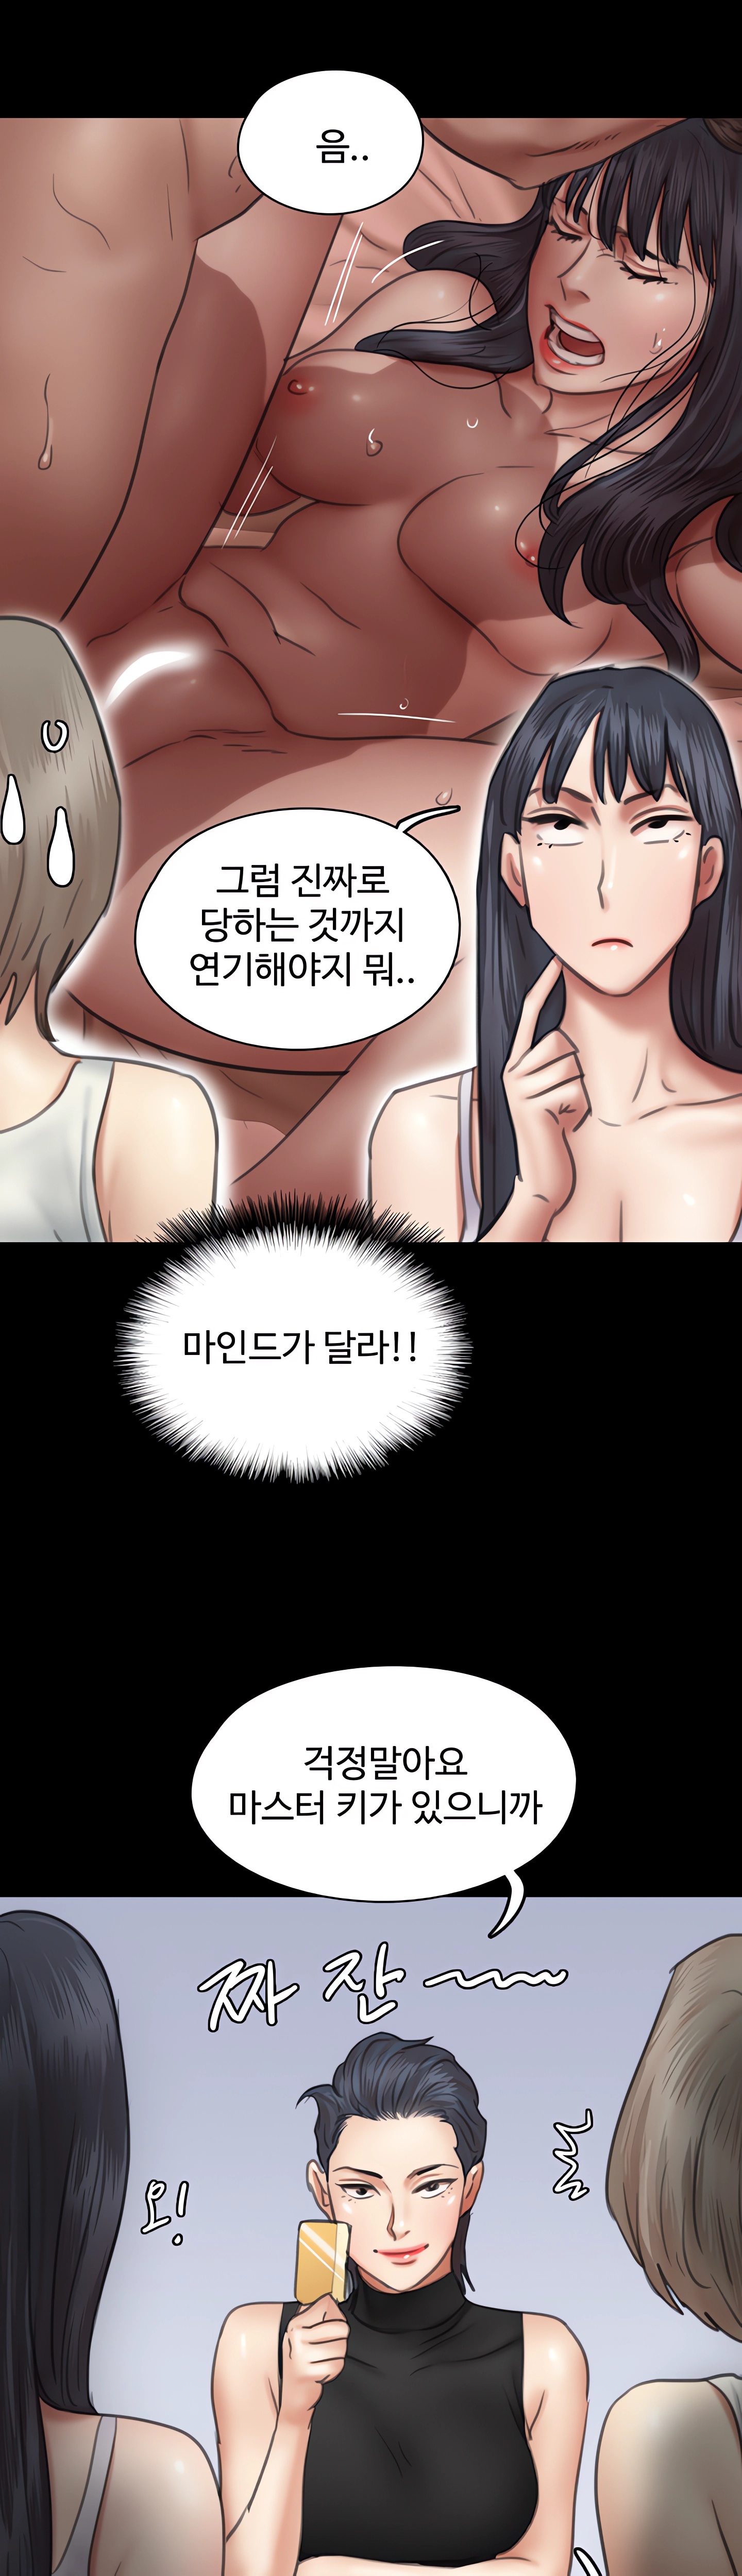 음..
그럼 진짜로
당하는 것까지
연기해야지 뭐..
마인드가 달라!!
걱정말아요
마스터 키가 있으니까
짜잔~~
오!